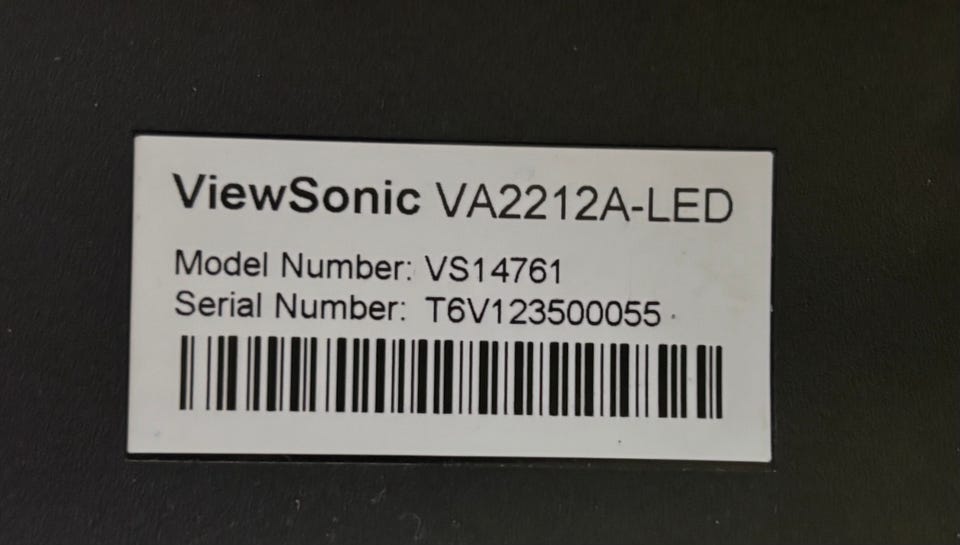 ViewSonic VA2212A-LED
Model Number: VS14761
Serial Number: T6V123500055